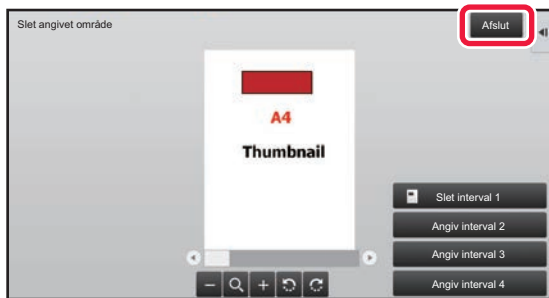 Slet angivet område
Afslut
A4
Thumbnail
Slet interval 1
Angiv interval 2
Angiv interval 3
Angiv interval 4